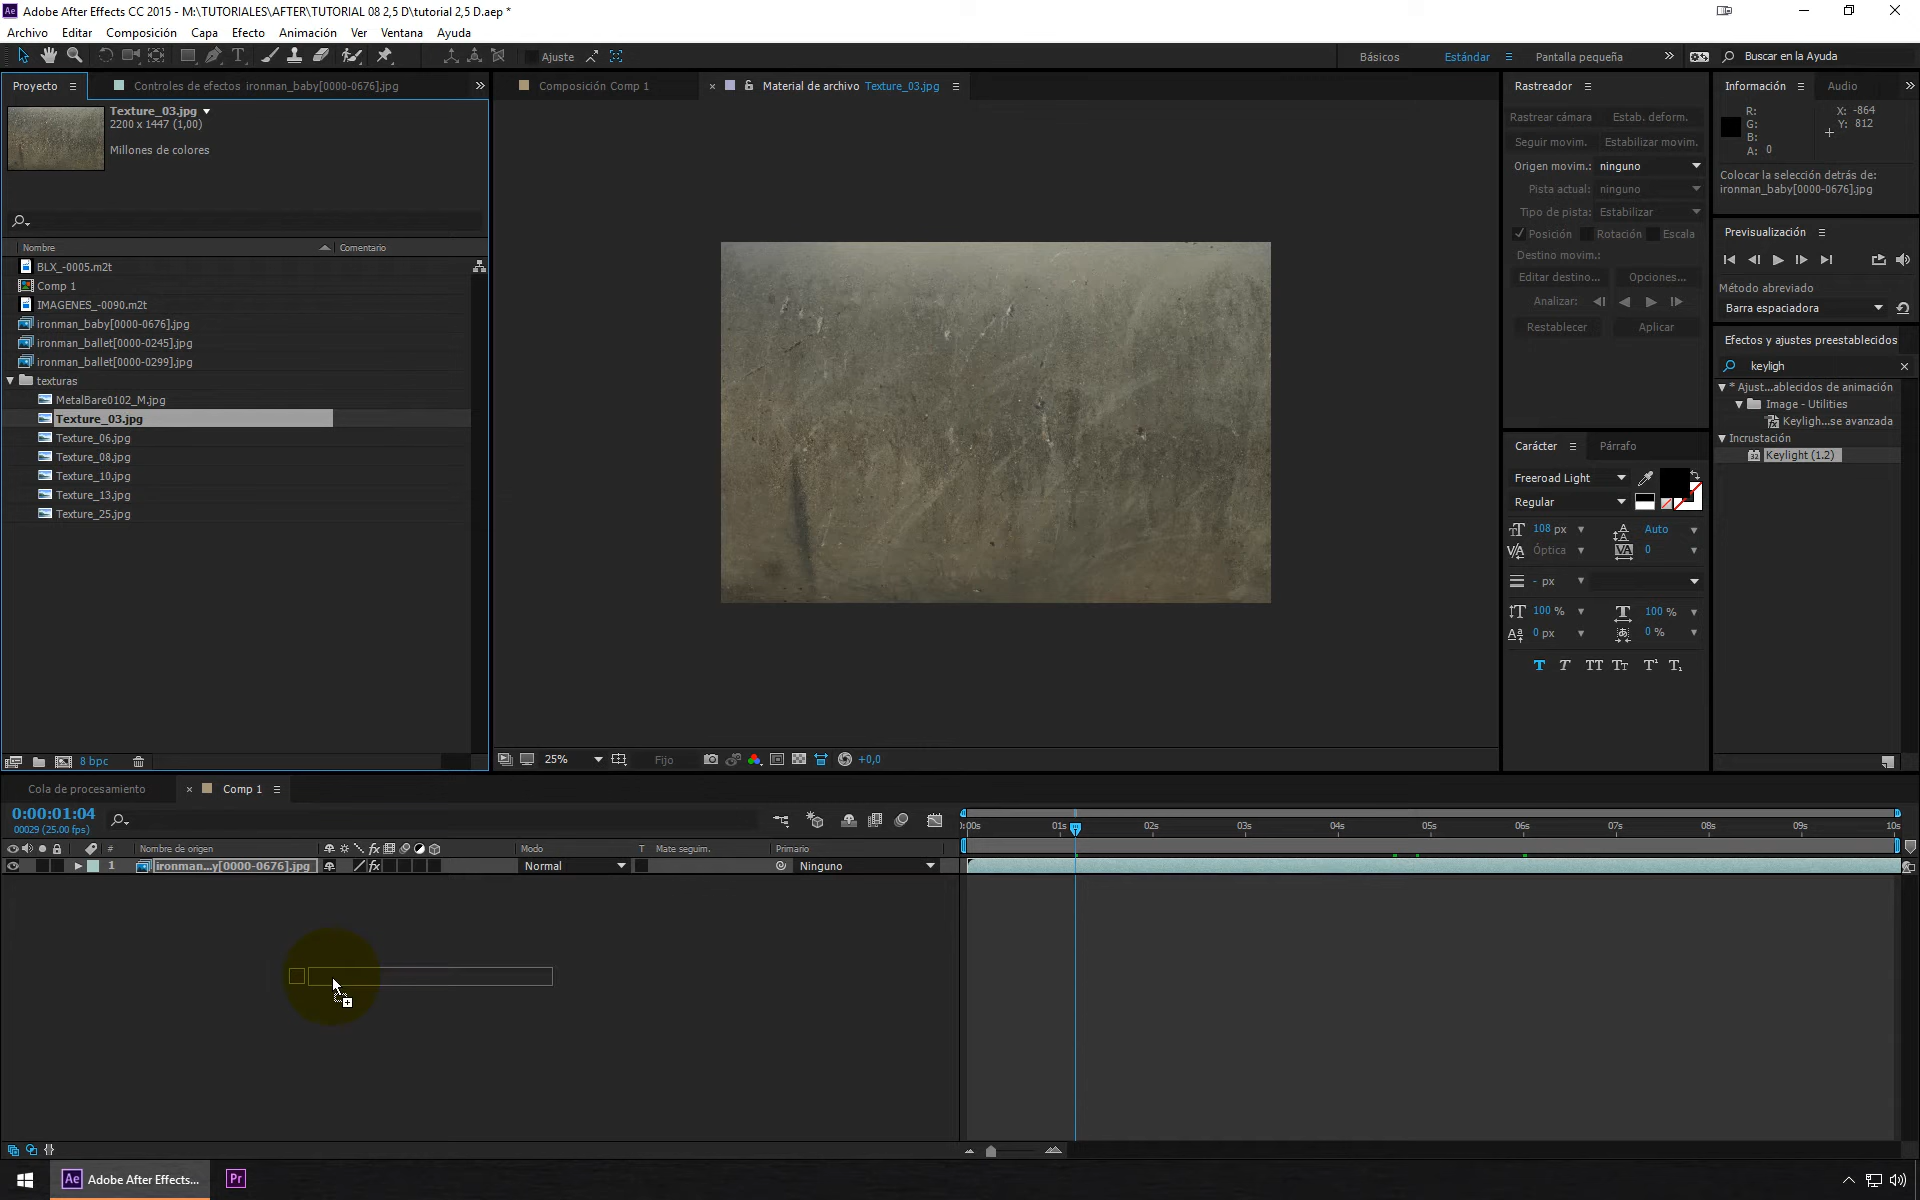 Adobe After Effects CC 2015 - M:\TUTORIALES\AFTER\TUTORIAL 08 2,5 D\tutorial 2,5 D.aep *
Archivo Editar Composición Capa Efecto Animación Ver Ventana Ayuda
Ajuste Básicos Estándar Pantalla pequeña Buscar en la Ayuda
Proyecto Controles de efectos ironman_baby[0000-0676].jpg
Composición Comp 1 Material de archivo Texture_03.jpg
Texture_03.jpg
2200 x 1447 (1,00)
Millones de colores
Nombre Comentario
BLX_-0005.m2t
Comp 1
IMAGENES_-0090.m2t
ironman_baby[0000-0676].jpg
ironman_ballet[0000-0245].jpg
ironman_ballet[0000-0299].jpg
texturas
MetalBare0102_M.jpg
Texture_03.jpg
Texture_06.jpg
Texture_08.jpg
Texture_10.jpg
Texture_13.jpg
Texture_25.jpg
8 bpc
25% Fijo +0,0
Rastreador
Rastrear cámara Estab. deform.
Seguir movim. Estabilizar movim.
Origen movim.: ninguno
Pista actual: ninguno
Tipo de pista: Estabilizar
Posición Rotación Escala
Destino movim.:
Editar destino... Opciones...
Analizar:
Restablecer Aplicar
Carácter Párrafo
Freeroad Light
Regular
108 px Auto
Óptica 0
- px
100 % 100 %
0 px 0 %
T T TT Tt T¹ T₁
Información Audio
R: X: -864
G: Y: 812
B:
A: 0
Colocar la selección detrás de:
ironman_baby[0000-0676].jpg
Previsualización
Método abreviado
Barra espaciadora
Efectos y ajustes preestablecidos
keyligh
* Ajust...ablecidos de animación
Image - Utilities
Keyligh...se avanzada
Incrustación
Keylight (1.2)
Cola de procesamiento Comp 1
0:00:01:04
00029 (25.00 fps)
Nombre de origen Modo T Mate seguim. Primario
1 ironman...y[0000-0676].jpg Normal Ninguno
:00s 01s 02s 03s 04s 05s 06s 07s 08s 09s 10s
Ae Adobe After Effects... Pr